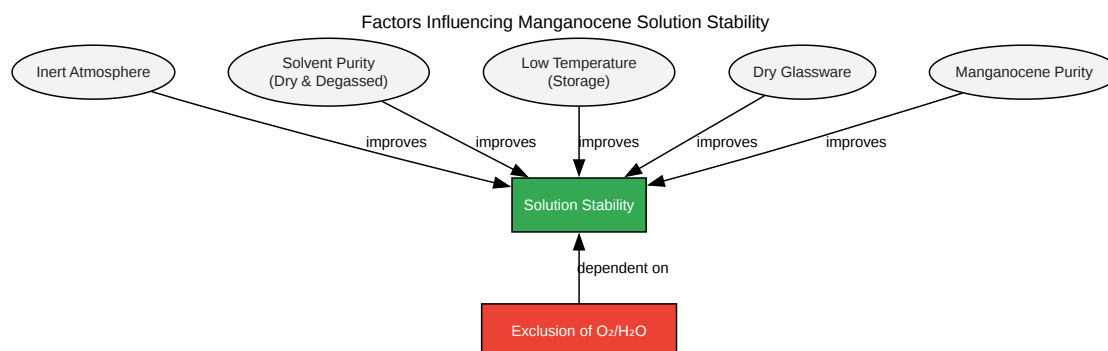 Factors Influencing Manganocene Solution Stability
Inert Atmosphere
Solvent Purity
(Dry & Degassed)
Low Temperature
(Storage)
Dry Glassware
Manganocene Purity
improves
improves
improves
improves
improves
Solution Stability
dependent on
Exclusion of O₂/H₂O